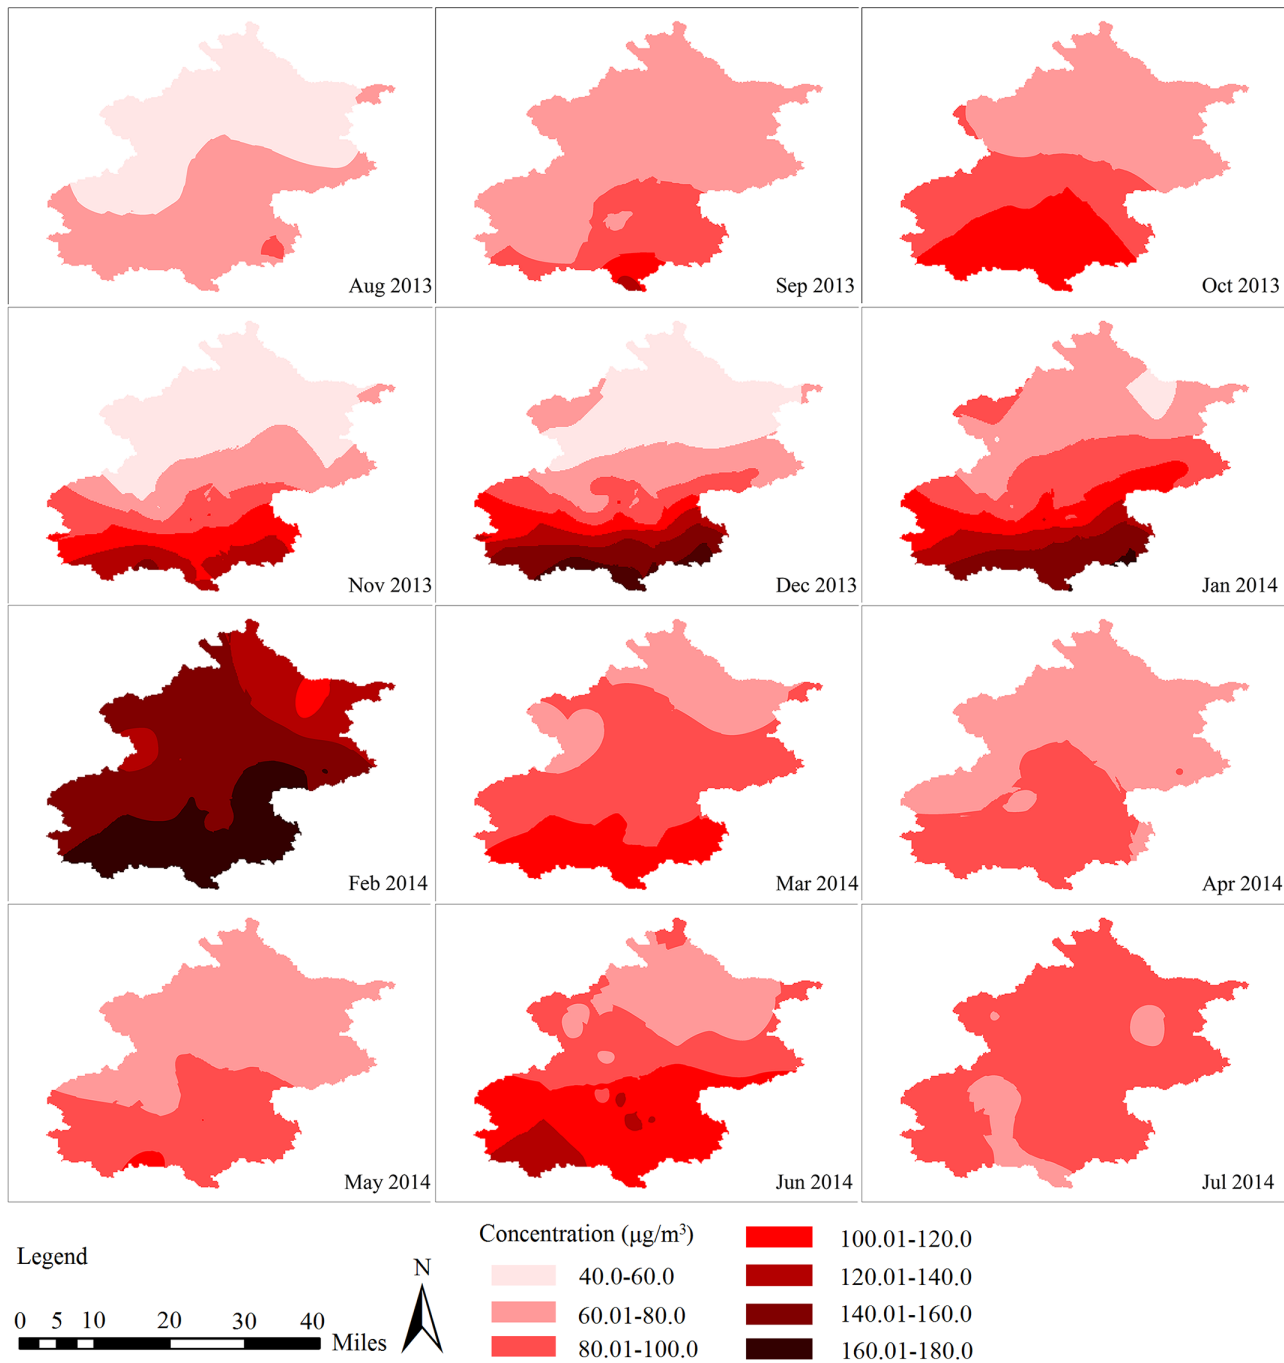 Aug 2013
Sep 2013
Oct 2013
Nov 2013
Dec 2013
Jan 2014
Feb 2014
Mar 2014
Apr 2014
May 2014
Jun 2014
Jul 2014
Legend
0 5 10 20 30 40
Miles
N
Concentration (μg/m³)
40.0-60.0
60.01-80.0
80.01-100.0
100.01-120.0
120.01-140.0
140.01-160.0
160.01-180.0